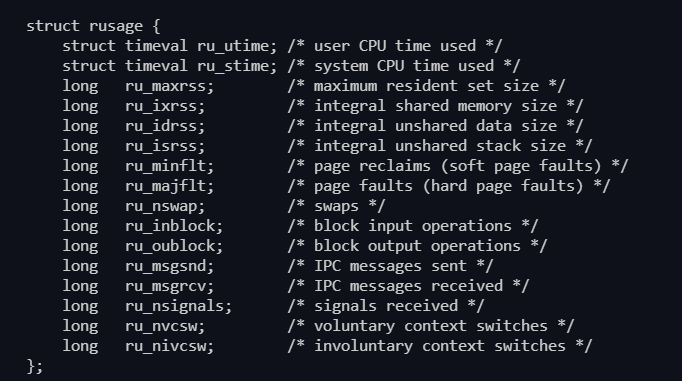 struct rusage {
    struct timeval ru_utime; /* user CPU time used */
    struct timeval ru_stime; /* system CPU time used */
    long   ru_maxrss;        /* maximum resident set size */
    long   ru_ixrss;         /* integral shared memory size */
    long   ru_idrss;         /* integral unshared data size */
    long   ru_isrss;         /* integral unshared stack size */
    long   ru_minflt;        /* page reclaims (soft page faults) */
    long   ru_majflt;        /* page faults (hard page faults) */
    long   ru_nswap;         /* swaps */
    long   ru_inblock;       /* block input operations */
    long   ru_oublock;       /* block output operations */
    long   ru_msgsnd;        /* IPC messages sent */
    long   ru_msgrcv;        /* IPC messages received */
    long   ru_nsignals;      /* signals received */
    long   ru_nvcsw;         /* voluntary context switches */
    long   ru_nivcsw;        /* involuntary context switches */
};